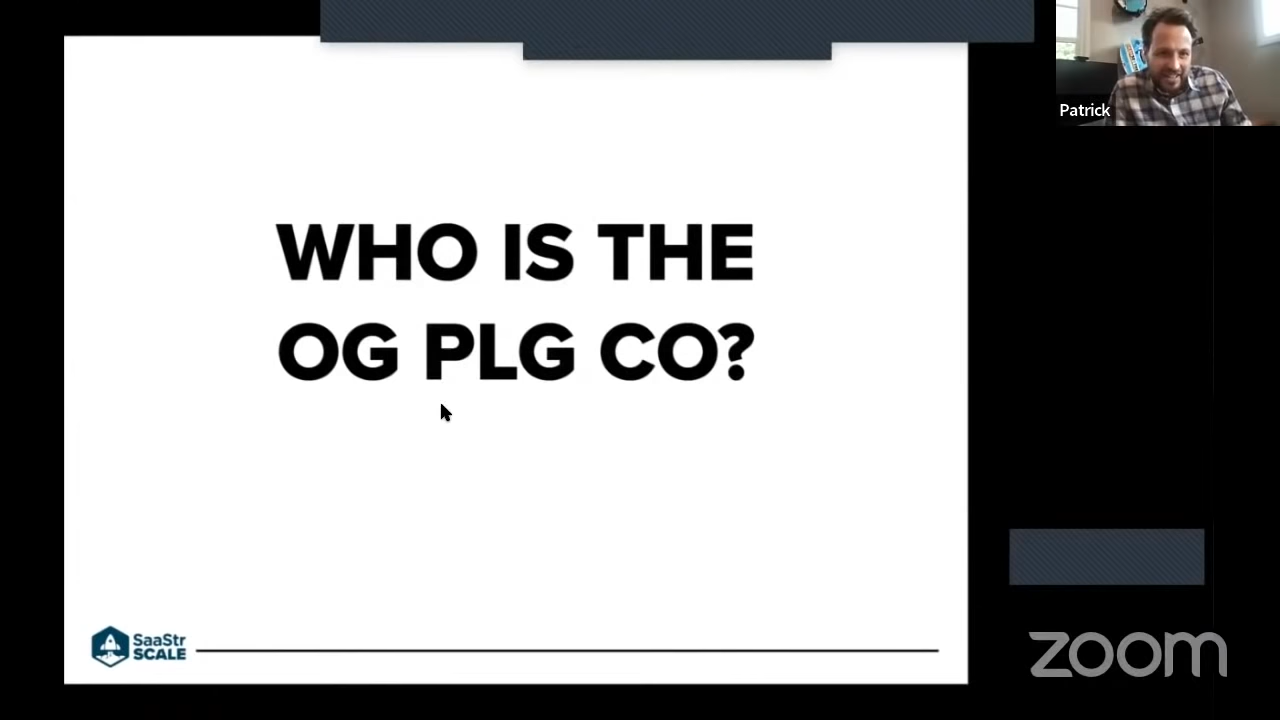 Patrick
WHO IS THE
OG PLG CO?
SaaStr
SCALE
zoom